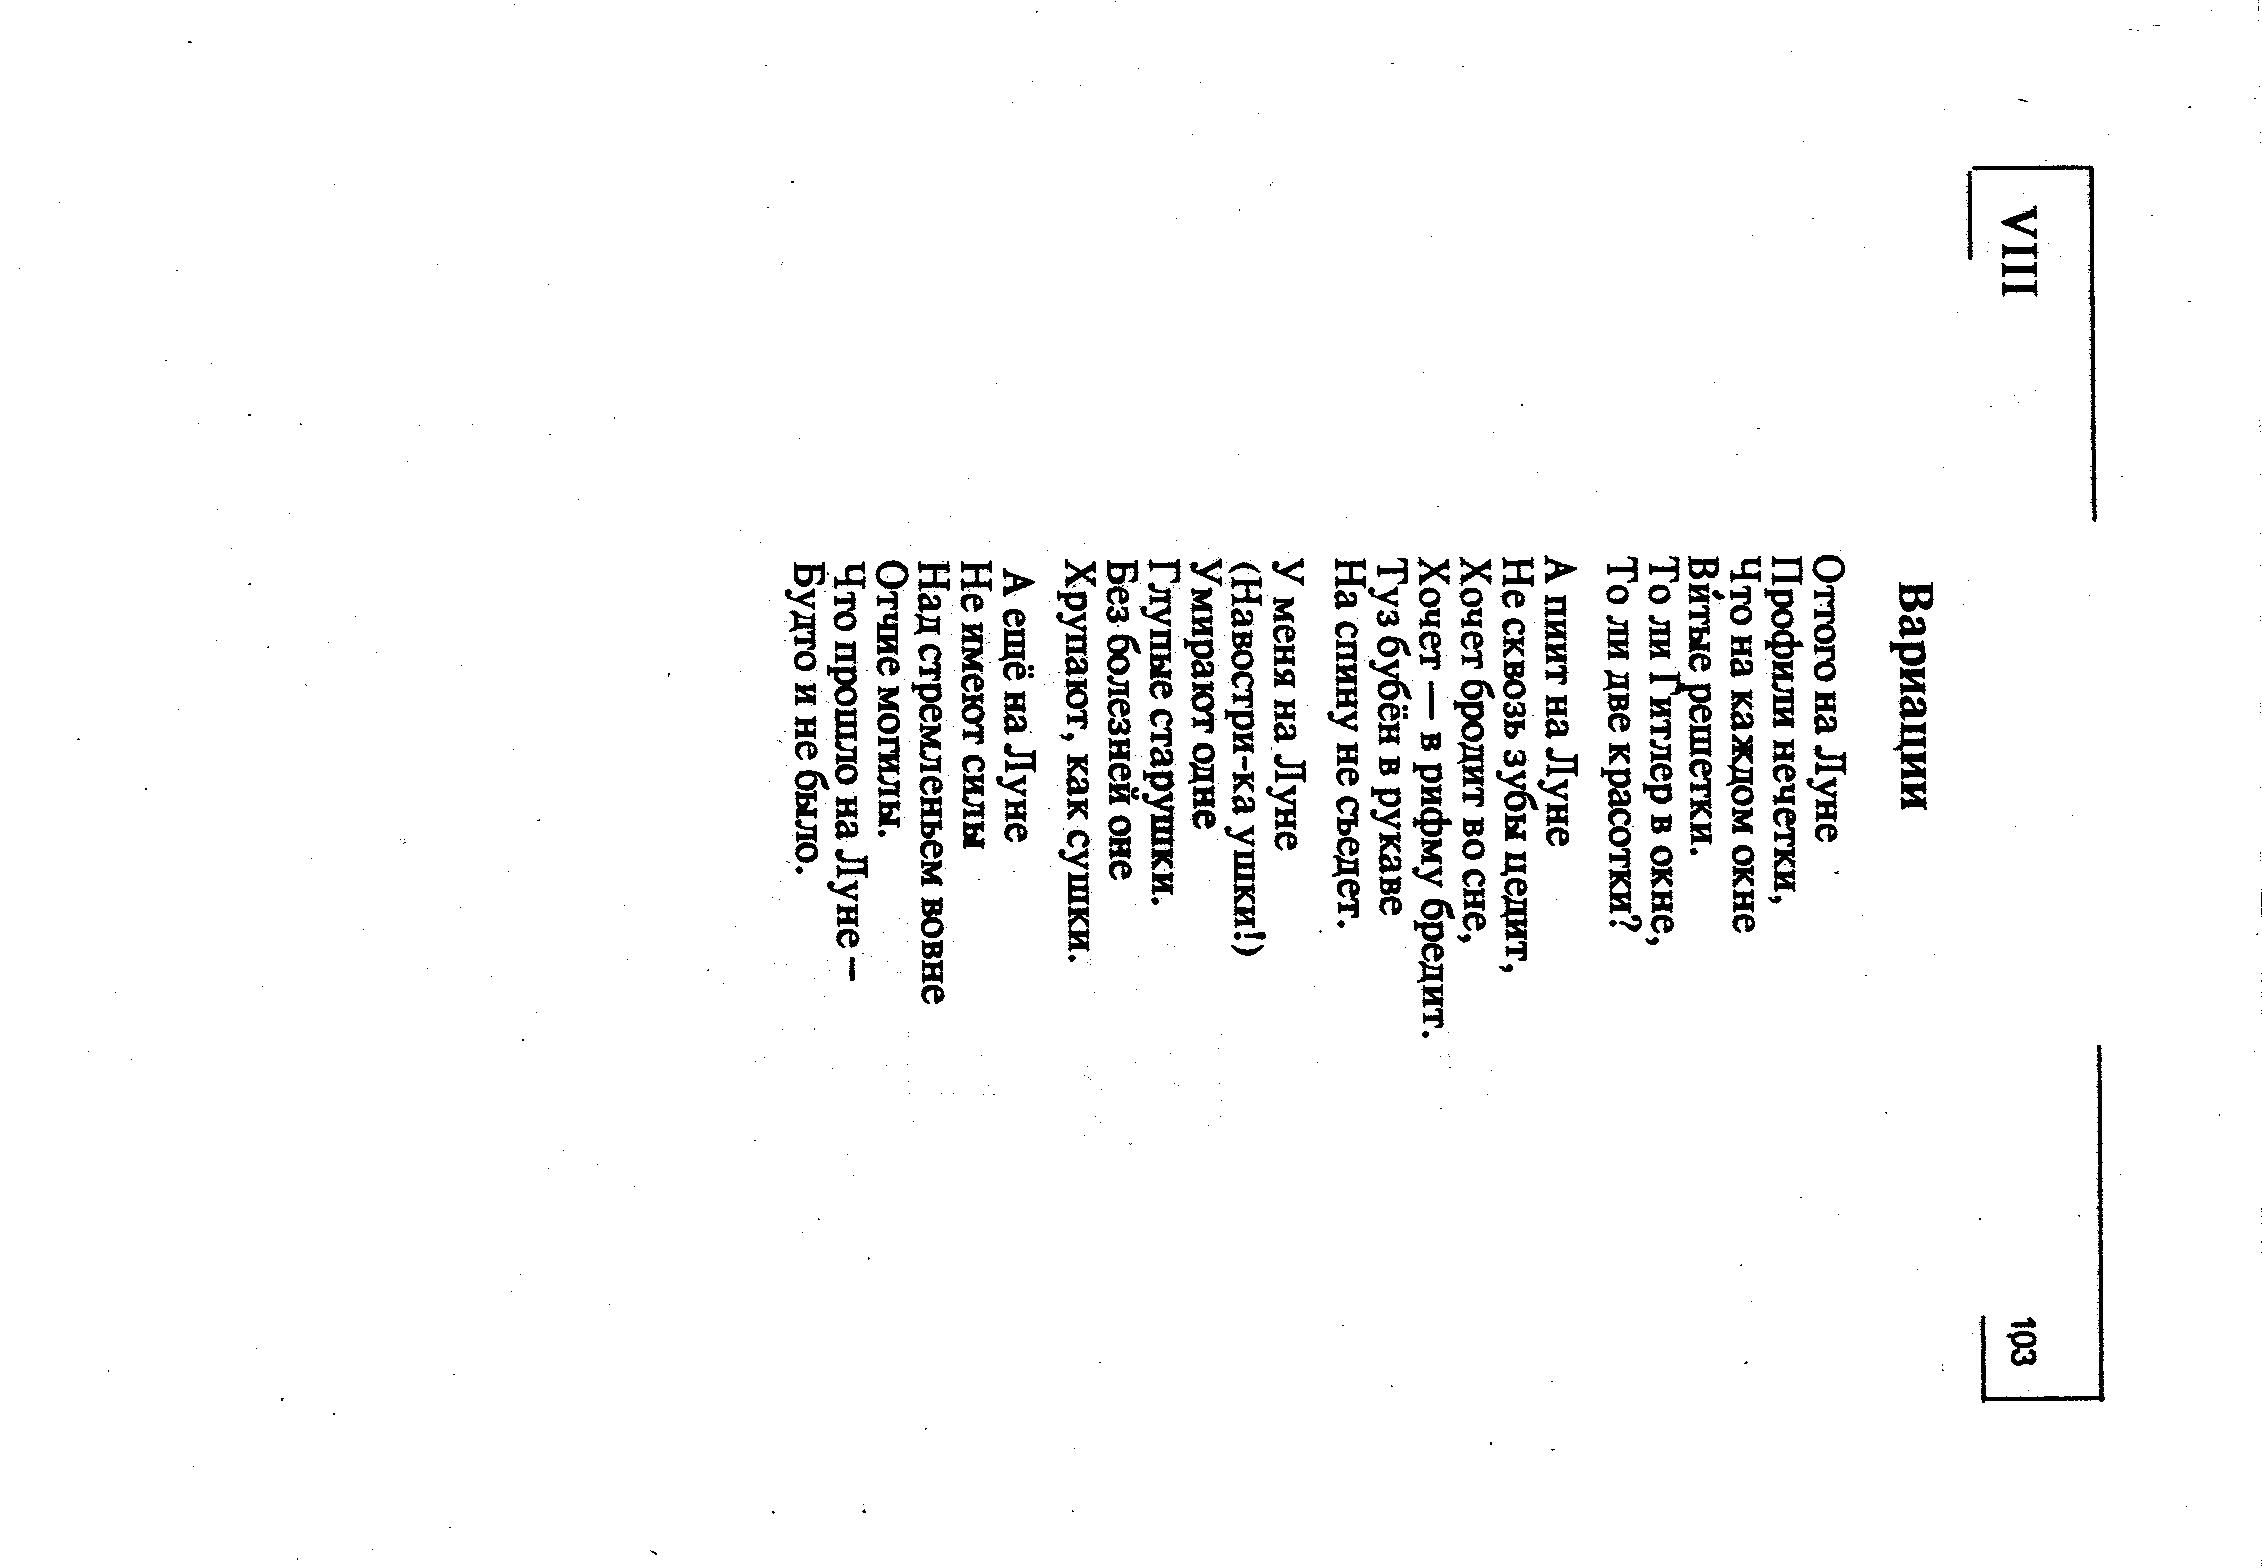 VIII
103
Вариации
Оттого на Луне
Профили нечетки,
Что на каждом окне
Ви́тые решетки.
То ли Гитлер в окне,
То ли две красотки?
А пиит на Луне
Не сквозь зубы цедит,
Хочет бродит во сне,
Хочет — в рифму бредит.
Туз бубён в рукаве
На спину не съедет.
У меня на Луне
(Навостри-ка ушки!)
Умирают одне
Глупые старушки.
Без болезней оне
Хрупают, как сушки.
А ещё на Луне
Не имеют силы
Над стремленьем вовне
Отчие могилы.
Что прошло на Луне –
Будто и не было.